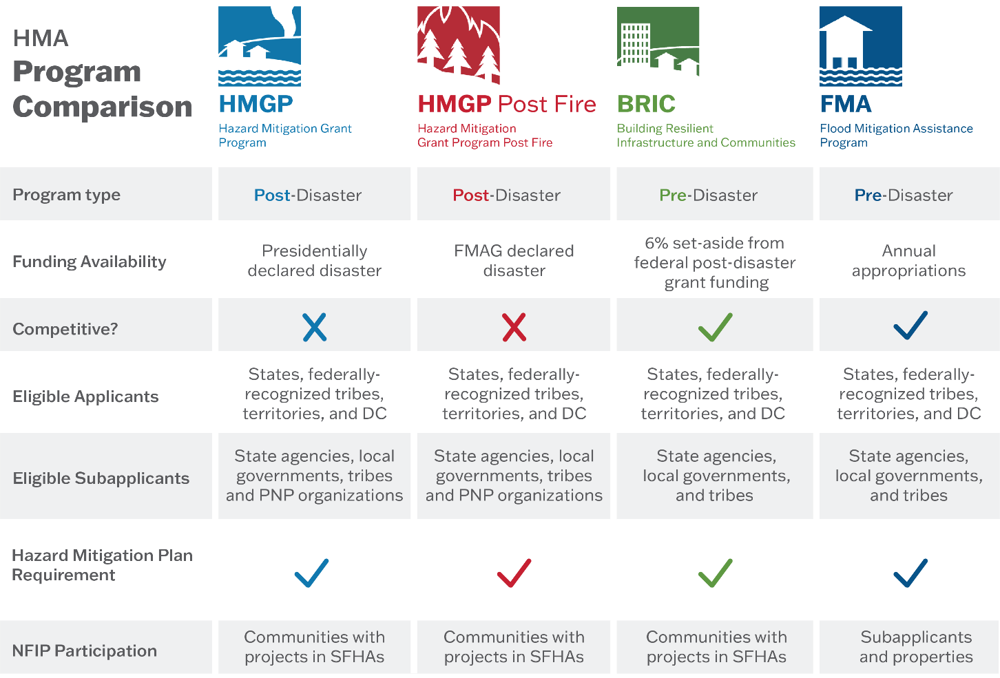 HMA
Program
Comparison
HMGP
Hazard Mitigation Grant
Program
HMGP Post Fire
Hazard Mitigation
Grant Program Post Fire
BRIC
Building Resilient
Infrastructure and Communities
FMA
Flood Mitigation Assistance
Program
Program type
Post-Disaster
Post-Disaster
Pre-Disaster
Pre-Disaster
Funding Availability
Presidentially
declared disaster
FMAG declared
disaster
6% set-aside from
federal post-disaster
grant funding
Annual
appropriations
Competitive?
Eligible Applicants
States, federally-
recognized tribes,
territories, and DC
States, federally-
recognized tribes,
territories, and DC
States, federally-
recognized tribes,
territories, and DC
States, federally-
recognized tribes,
territories, and DC
Eligible Subapplicants
State agencies, local
governments, tribes
and PNP organizations
State agencies, local
governments, tribes
and PNP organizations
State agencies,
local governments,
and tribes
State agencies,
local governments,
and tribes
Hazard Mitigation Plan
Requirement
NFIP Participation
Communities with
projects in SFHAs
Communities with
projects in SFHAs
Communities with
projects in SFHAs
Subapplicants
and properties